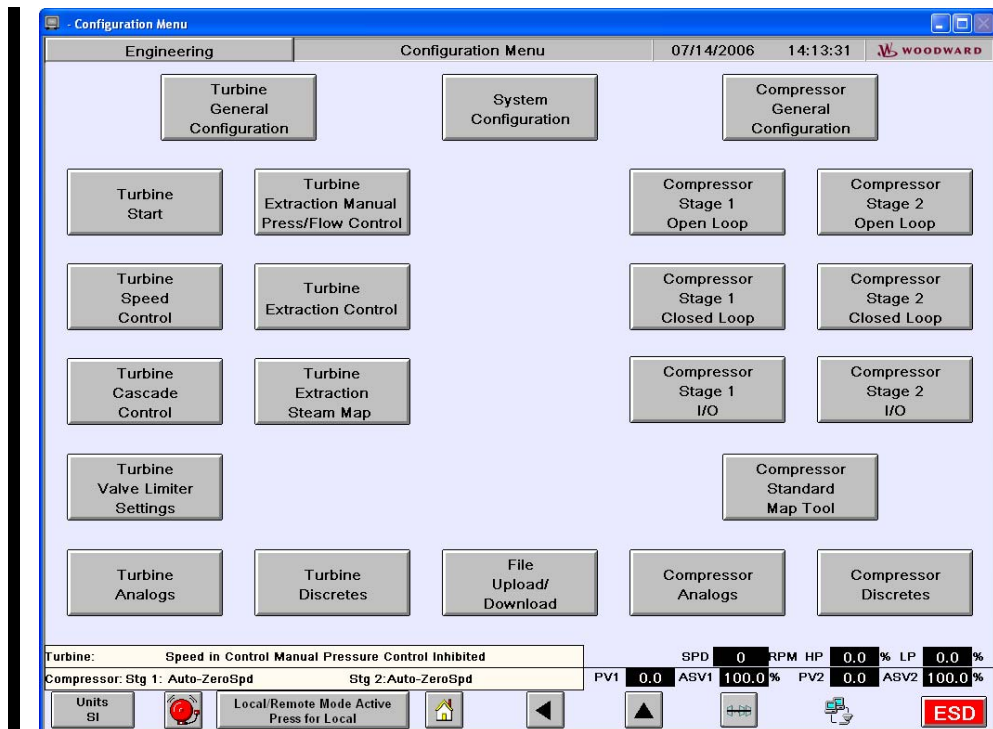 - Configuration Menu
Engineering Configuration Menu 07/14/2006 14:13:31 WOODWARD
Turbine
General
Configuration
System
Configuration
Compressor
General
Configuration
Turbine
Start
Turbine
Extraction Manual
Press/Flow Control
Compressor
Stage 1
Open Loop
Compressor
Stage 2
Open Loop
Turbine
Speed
Control
Turbine
Extraction Control
Compressor
Stage 1
Closed Loop
Compressor
Stage 2
Closed Loop
Turbine
Cascade
Control
Turbine
Extraction
Steam Map
Compressor
Stage 1
I/O
Compressor
Stage 2
I/O
Turbine
Valve Limiter
Settings
Compressor
Standard
Map Tool
Turbine
Analogs
Turbine
Discretes
File
Upload/
Download
Compressor
Analogs
Compressor
Discretes
Turbine: Speed in Control Manual Pressure Control Inhibited SPD 0 RPM HP 0.0 % LP 0.0 %
Compressor: Stg 1: Auto-ZeroSpd Stg 2:Auto-ZeroSpd PV1 0.0 ASV1 100.0 % PV2 0.0 ASV2 100.0 %
Units
SI
Local/Remote Mode Active
Press for Local
ESD